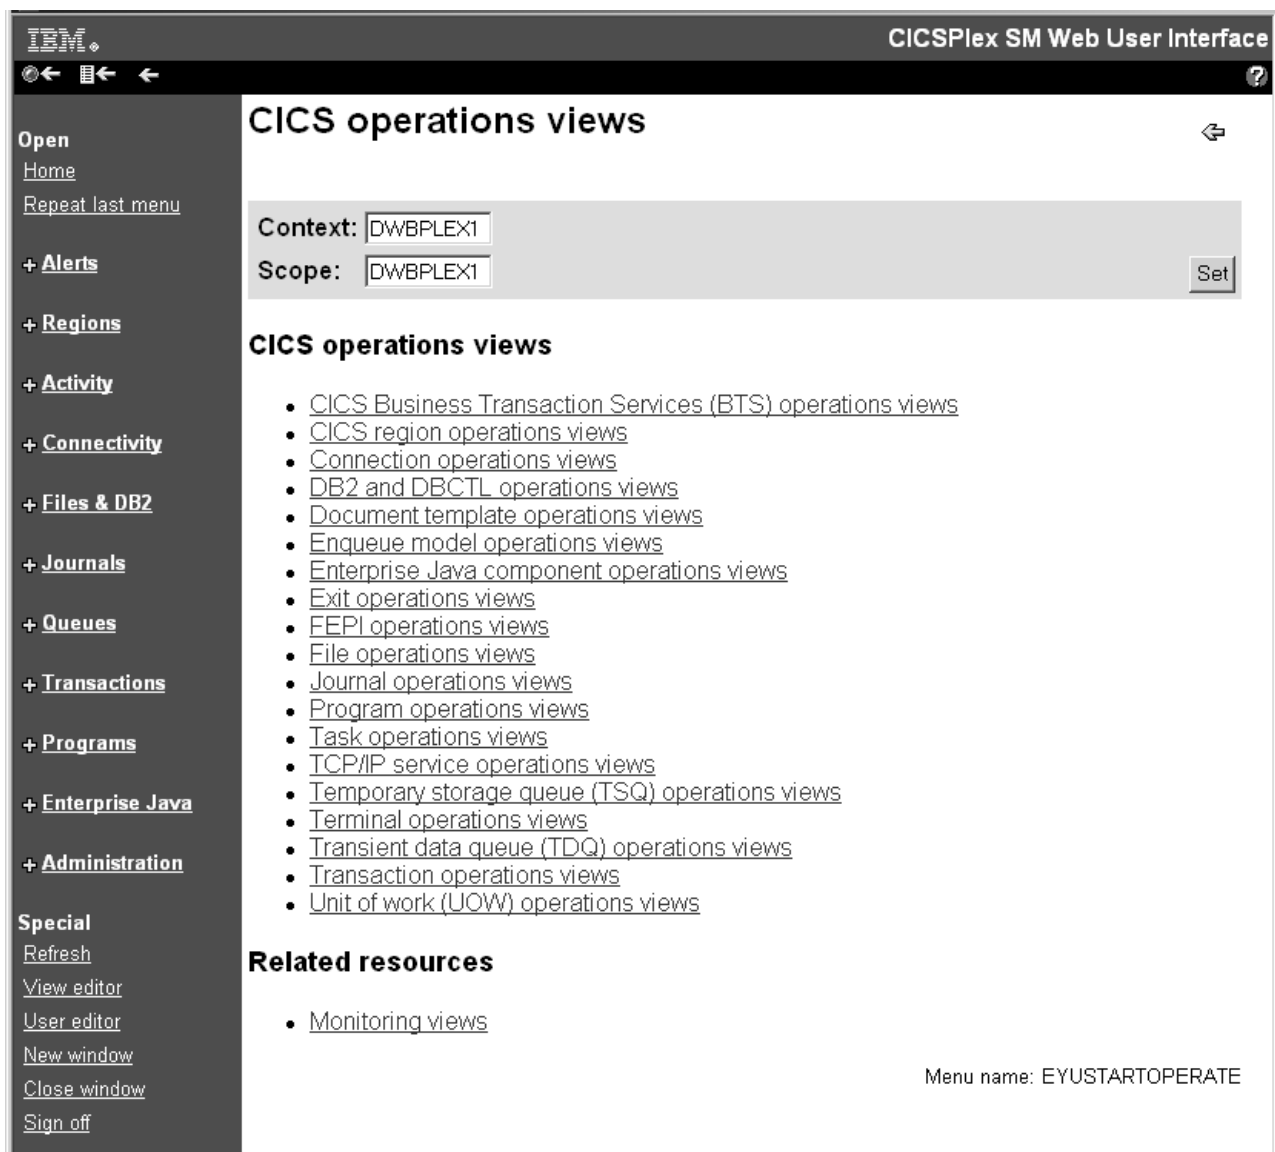 IBM
CICSPlex SM Web User Interface
Open
Home
Repeat last menu
Alerts
Regions
Activity
Connectivity
Files & DB2
Journals
Queues
Transactions
Programs
Enterprise Java
Administration
Special
Refresh
View editor
User editor
New window
Close window
Sign off
CICS operations views
Context: DWBPLEX1
Scope: DWBPLEX1
Set
CICS operations views
CICS Business Transaction Services (BTS) operations views
CICS region operations views
Connection operations views
DB2 and DBCTL operations views
Document template operations views
Enqueue model operations views
Enterprise Java component operations views
Exit operations views
FEPI operations views
File operations views
Journal operations views
Program operations views
Task operations views
TCP/IP service operations views
Temporary storage queue (TSQ) operations views
Terminal operations views
Transient data queue (TDQ) operations views
Transaction operations views
Unit of work (UOW) operations views
Related resources
Monitoring views
Menu name: EYUSTARTOPERATE